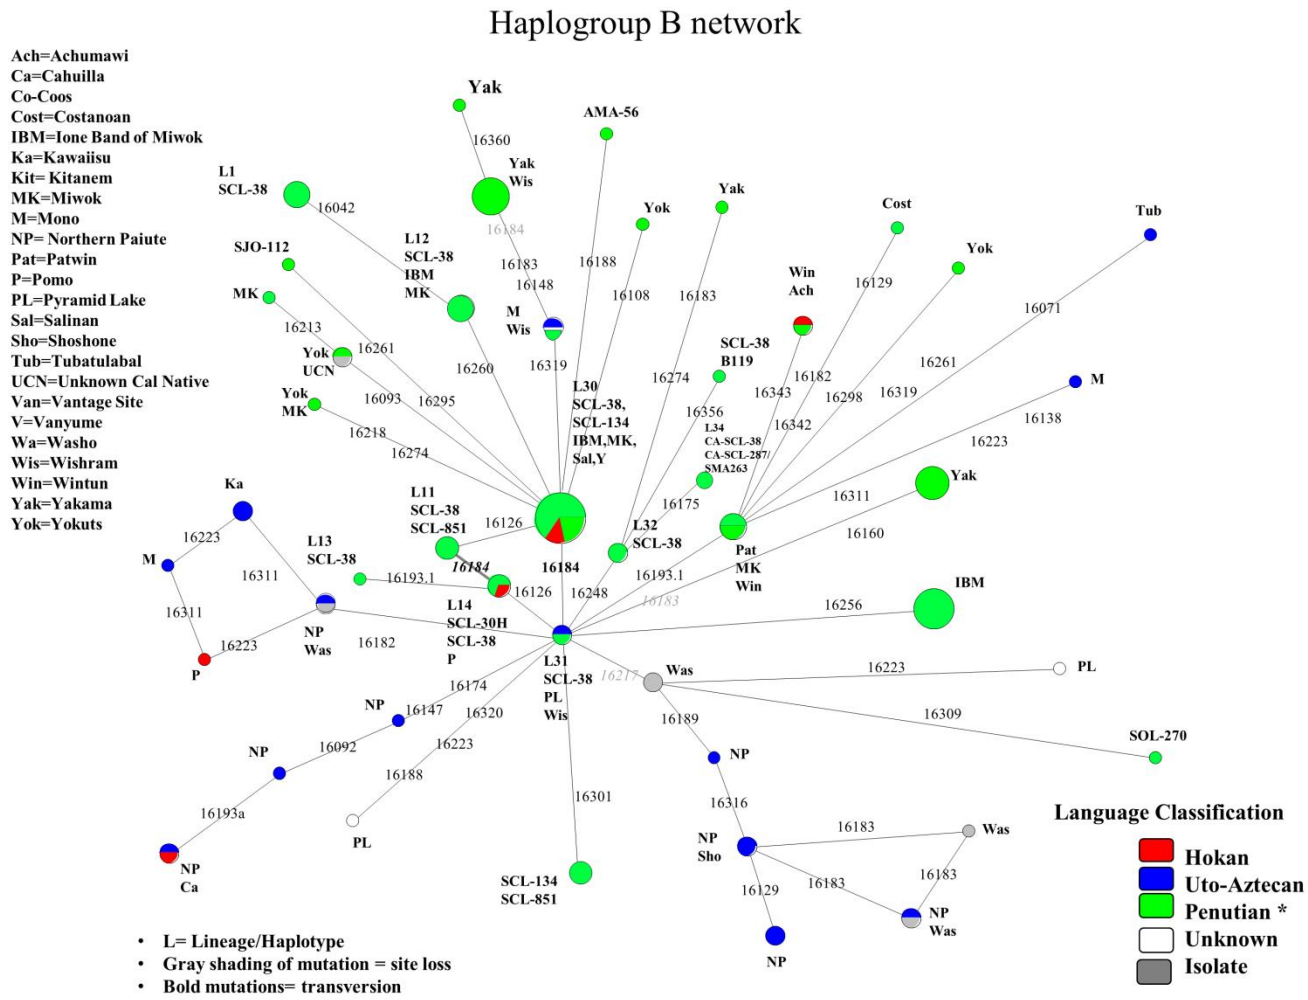 Haplogroup B network
Ach=Achumawi
Ca=Cahuilla
Co-Coos
Cost=Costanoan
IBM=Ione Band of Miwok
Ka=Kawaiisu
Kit= Kitanem
MK=Miwok
M=Mono
NP= Northern Paiute
Pat=Patwin
P=Pomo
PL=Pyramid Lake
Sal=Salinan
Sho=Shoshone
Tub=Tubatulabal
UCN=Unknown Cal Native
Van=Vantage Site
V=Vanyume
Wa=Washo
Wis=Wishram
Win=Wintun
Yak=Yakama
Yok=Yokuts
Yak
16360
AMA-56
Yak
Wis
L1
SCL-38
16042
16184
Yak
Yok
Cost
Tub
L12
SCL-38
IBM
MK
SJO-112
16183
16148
16188
16108
16183
Win
Ach
16129
Yok
MK
16213
M
Wis
16071
Yok
UCN
16261
16260
16319
SCL-38
B119
16274
16182
16261
16343
16298
16319
M
Yok
MK
16093
16295
L30
SCL-38,
SCL-134
IBM,MK,
Sal,Y
16356
16342
16138
16218
L34
CA-SCL-38
CA-SCL-287/
SMA263
16223
16274
Yak
Ka
L11
SCL-38
SCL-851
16175
16311
16126
L32
SCL-38
16160
16223
L13
SCL-38
Pat
MK
Win
M
16311
16184
16184
16193.1
16193.1
16126
16248
16183
IBM
16311
16256
L14
SCL-30H
SCL-38
P
NP
Was
16223
16182
P
L31
SCL-38
PL
Wis
16217
Was
16223
PL
16174
NP
16147
16320
16189
16309
SOL-270
16092
16223
NP
NP
16188
16193a
16301
16316
PL
NP
Ca
NP
Sho
16183
Was
SCL-134
SCL-851
16129
16183
16183
NP
Was
NP
Language Classification
Hokan
Uto-Aztecan
Penutian *
Unknown
Isolate
• L= Lineage/Haplotype
• Gray shading of mutation = site loss
• Bold mutations= transversion